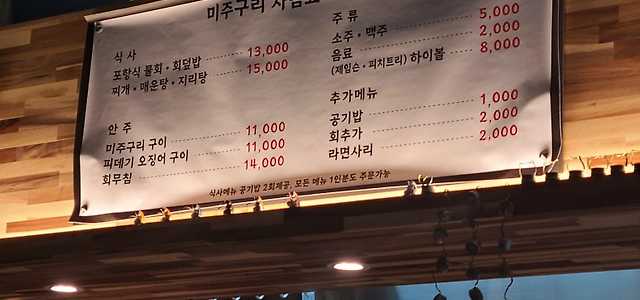 미주구리 차림표
식사
포항식 물회 • 회덮밥 13,000
찌개 • 매운탕 • 지리탕 15,000
안주
미주구리 구이 11,000
피데기 오징어 구이 11,000
회무침 14,000
주류
소주 • 맥주 5,000
음료 2,000
(제임슨 • 피치트리) 하이볼 8,000
추가메뉴
공기밥 1,000
회추가 2,000
라면사리 2,000
식사메뉴 공기밥 2회제공, 모든 메뉴 1인분도 주문가능